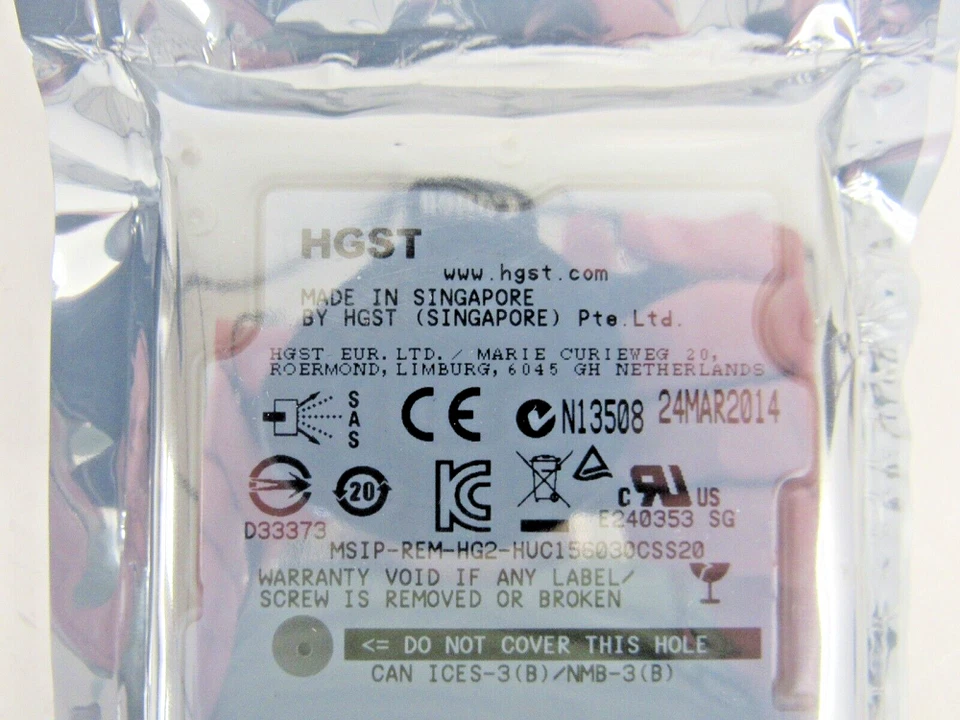 HGST
www.hgst.com
MADE IN SINGAPORE
BY HGST (SINGAPORE) Pte.Ltd.
HGST EUR.LTD. / MARIE CURIEWEG 20,
ROERMOND, LIMBURG, 6045 GH NETHERLANDS
SAS CE N13508 24MAR2014
20 c RU US
D33373 E240353 SG
MSIP-REM-HG2-HUC156030CSS20
WARRANTY VOID IF ANY LABEL/
SCREW IS REMOVED OR BROKEN
<= DO NOT COVER THIS HOLE
CAN ICES-3(B)/NMB-3(B)